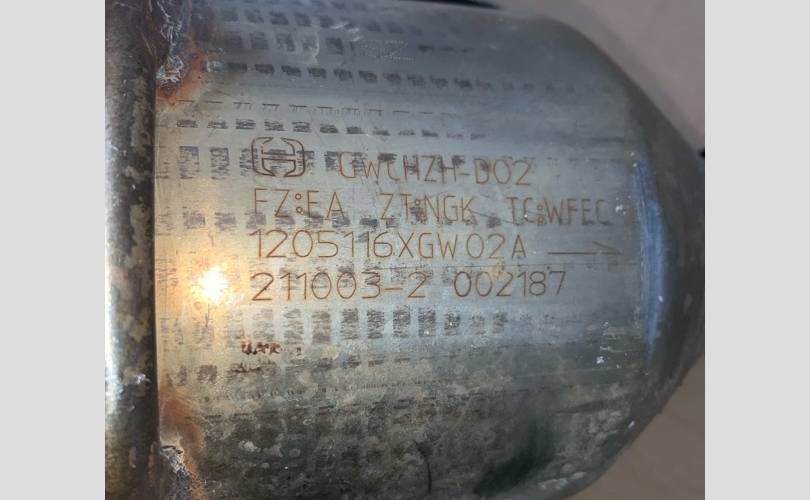 GWCHZH-D02
FZ:EA ZT:NGK TC:WFEC
1205116XGW02A
211003-2 002187